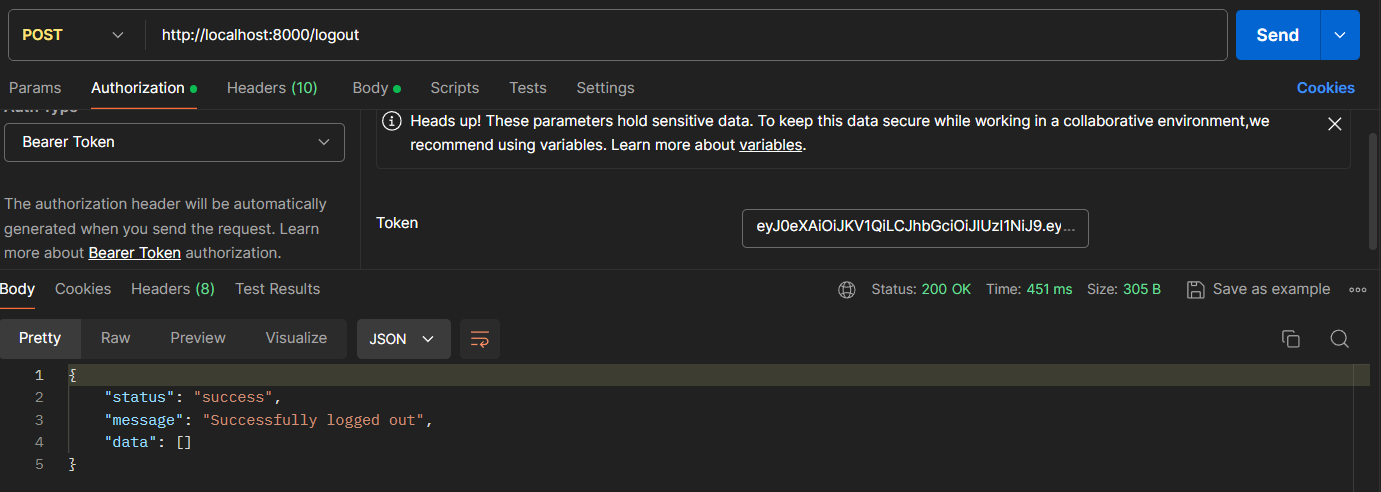 POST http://localhost:8000/logout Send
Params Authorization Headers (10) Body Scripts Tests Settings Cookies
Auth Type
Bearer Token
The authorization header will be automatically
generated when you send the request. Learn
more about Bearer Token authorization.
Heads up! These parameters hold sensitive data. To keep this data secure while working in a collaborative environment,we
recommend using variables. Learn more about variables.
Token eyJ0eXAiOiJKV1QiLCJhbGciOiJIUzI1NiJ9.ey...
Body Cookies Headers (8) Test Results Status: 200 OK Time: 451 ms Size: 305 B Save as example
Pretty Raw Preview Visualize JSON
1 {
2 "status": "success",
3 "message": "Successfully logged out",
4 "data": []
5 }